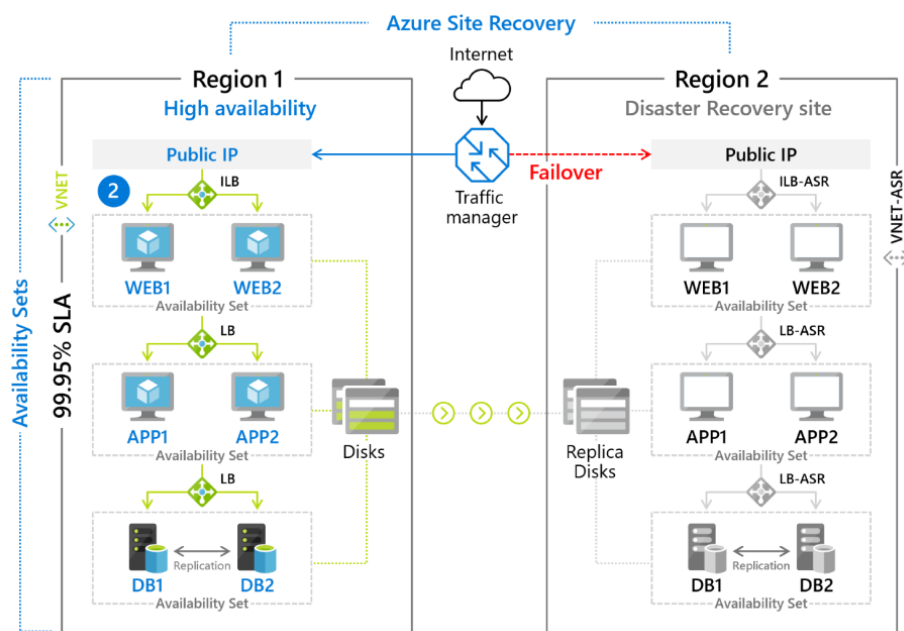 Azure Site Recovery
Internet
Region 1
High availability
Region 2
Disaster Recovery site
Public IP
Traffic
manager
Failover
Public IP
2
VNET
99.95% SLA
Availability Sets
ILB
WEB1
WEB2
Availability Set
LB
APP1
APP2
Availability Set
LB
DB1
Replication
DB2
Availability Set
Disks
Replica
Disks
ILB-ASR
VNET-ASR
WEB1
WEB2
Availability Set
LB-ASR
APP1
APP2
Availability Set
LB-ASR
DB1
Replication
DB2
Availability Set